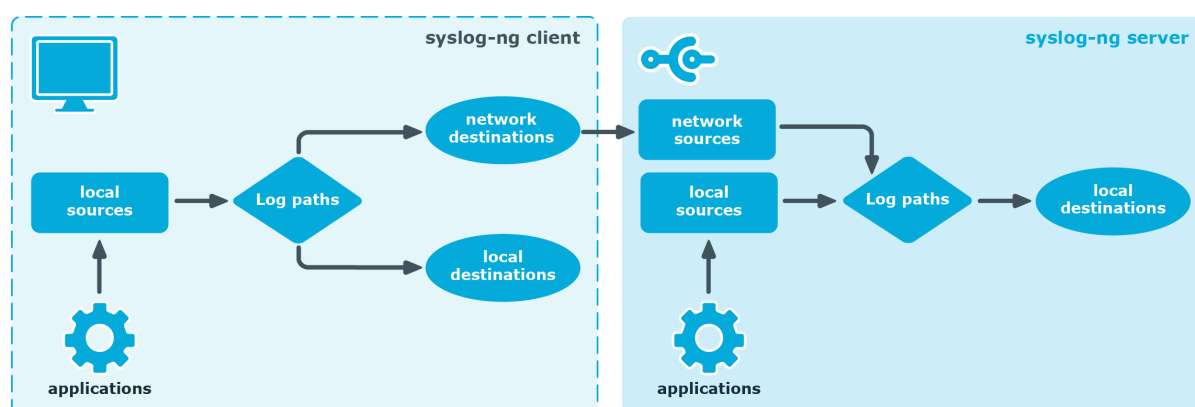 syslog-ng client
network
destinations
local
sources
Log paths
local
destinations
applications
syslog-ng server
network
sources
local
sources
Log paths
local
destinations
applications